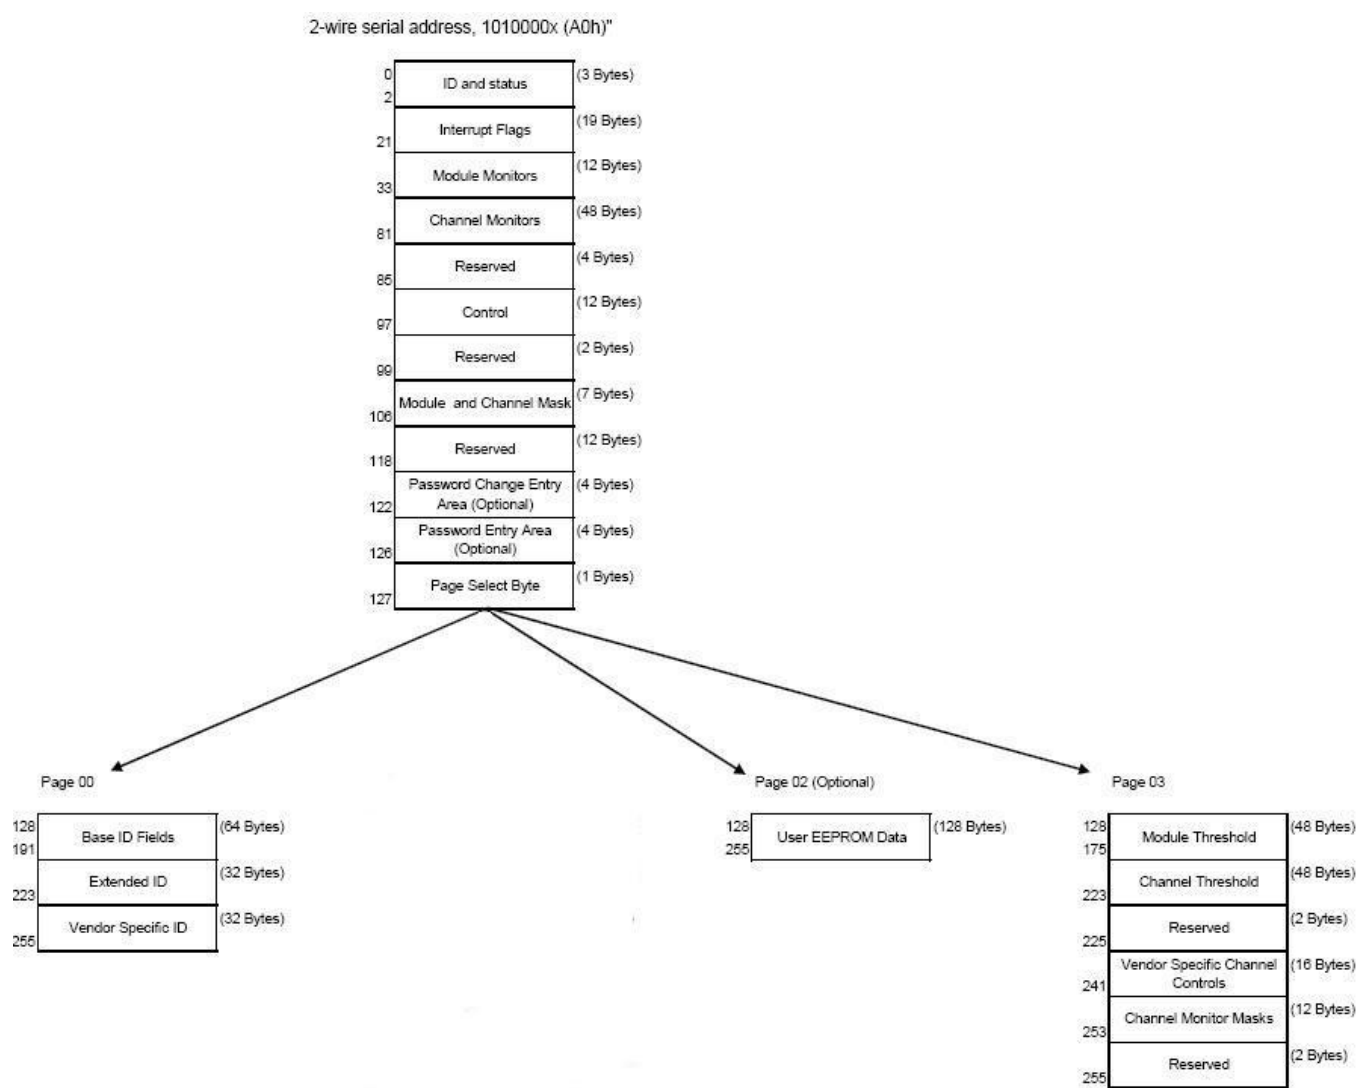 2-wire serial address, 1010000x (A0h)"
0
2
ID and status
(3 Bytes)
21
Interrupt Flags
(19 Bytes)
33
Module Monitors
(12 Bytes)
81
Channel Monitors
(48 Bytes)
85
Reserved
(4 Bytes)
97
Control
(12 Bytes)
99
Reserved
(2 Bytes)
106
Module and Channel Mask
(7 Bytes)
118
Reserved
(12 Bytes)
122
Password Change Entry
Area (Optional)
(4 Bytes)
126
Password Entry Area
(Optional)
(4 Bytes)
127
Page Select Byte
(1 Bytes)
Page 00
128
191
Base ID Fields
(64 Bytes)
223
Extended ID
(32 Bytes)
255
Vendor Specific ID
(32 Bytes)
Page 02 (Optional)
128
255
User EEPROM Data
(128 Bytes)
Page 03
128
175
Module Threshold
(48 Bytes)
223
Channel Threshold
(48 Bytes)
225
Reserved
(2 Bytes)
241
Vendor Specific Channel
Controls
(16 Bytes)
253
Channel Monitor Masks
(12 Bytes)
255
Reserved
(2 Bytes)